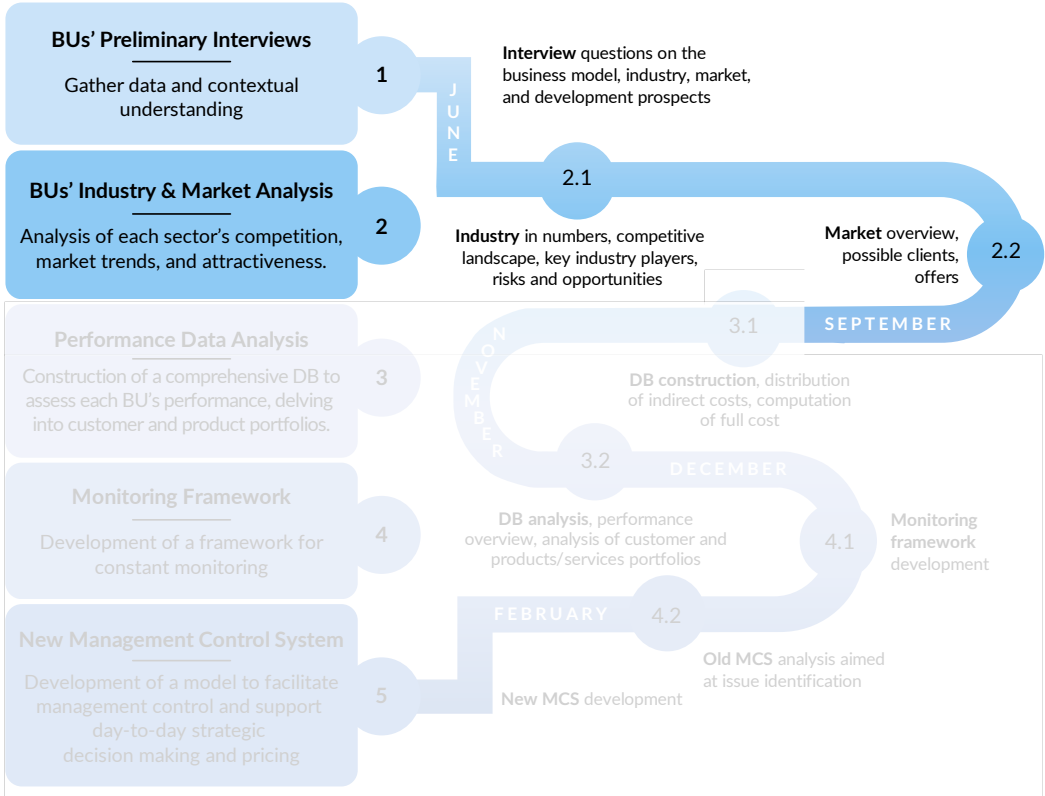 BUs' Preliminary Interviews
Gather data and contextual
understanding
1
JUNE
Interview questions on the
business model, industry, market,
and development prospects
BUs' Industry & Market Analysis
Analysis of each sector's competition,
market trends, and attractiveness.
2
2.1
Industry in numbers, competitive
landscape, key industry players,
risks and opportunities
2.2
Market overview,
possible clients,
offers
SEPTEMBER
Performance Data Analysis
Construction of a comprehensive DB to
assess each BU's performance, delving
into customer and product portfolios.
3
3.1
DB construction, distribution
of indirect costs, computation
of full cost
NOVEMBER
3.2
DB analysis, performance
overview, analysis of customer and
products/services portfolios
DECEMBER
Monitoring Framework
Development of a framework for
constant monitoring
4
4.1
Monitoring
framework
development
4.2
Old MCS analysis aimed
at issue identification
FEBRUARY
New Management Control System
Development of a model to facilitate
management control and support
day-to-day strategic
decision making and pricing
5
New MCS development